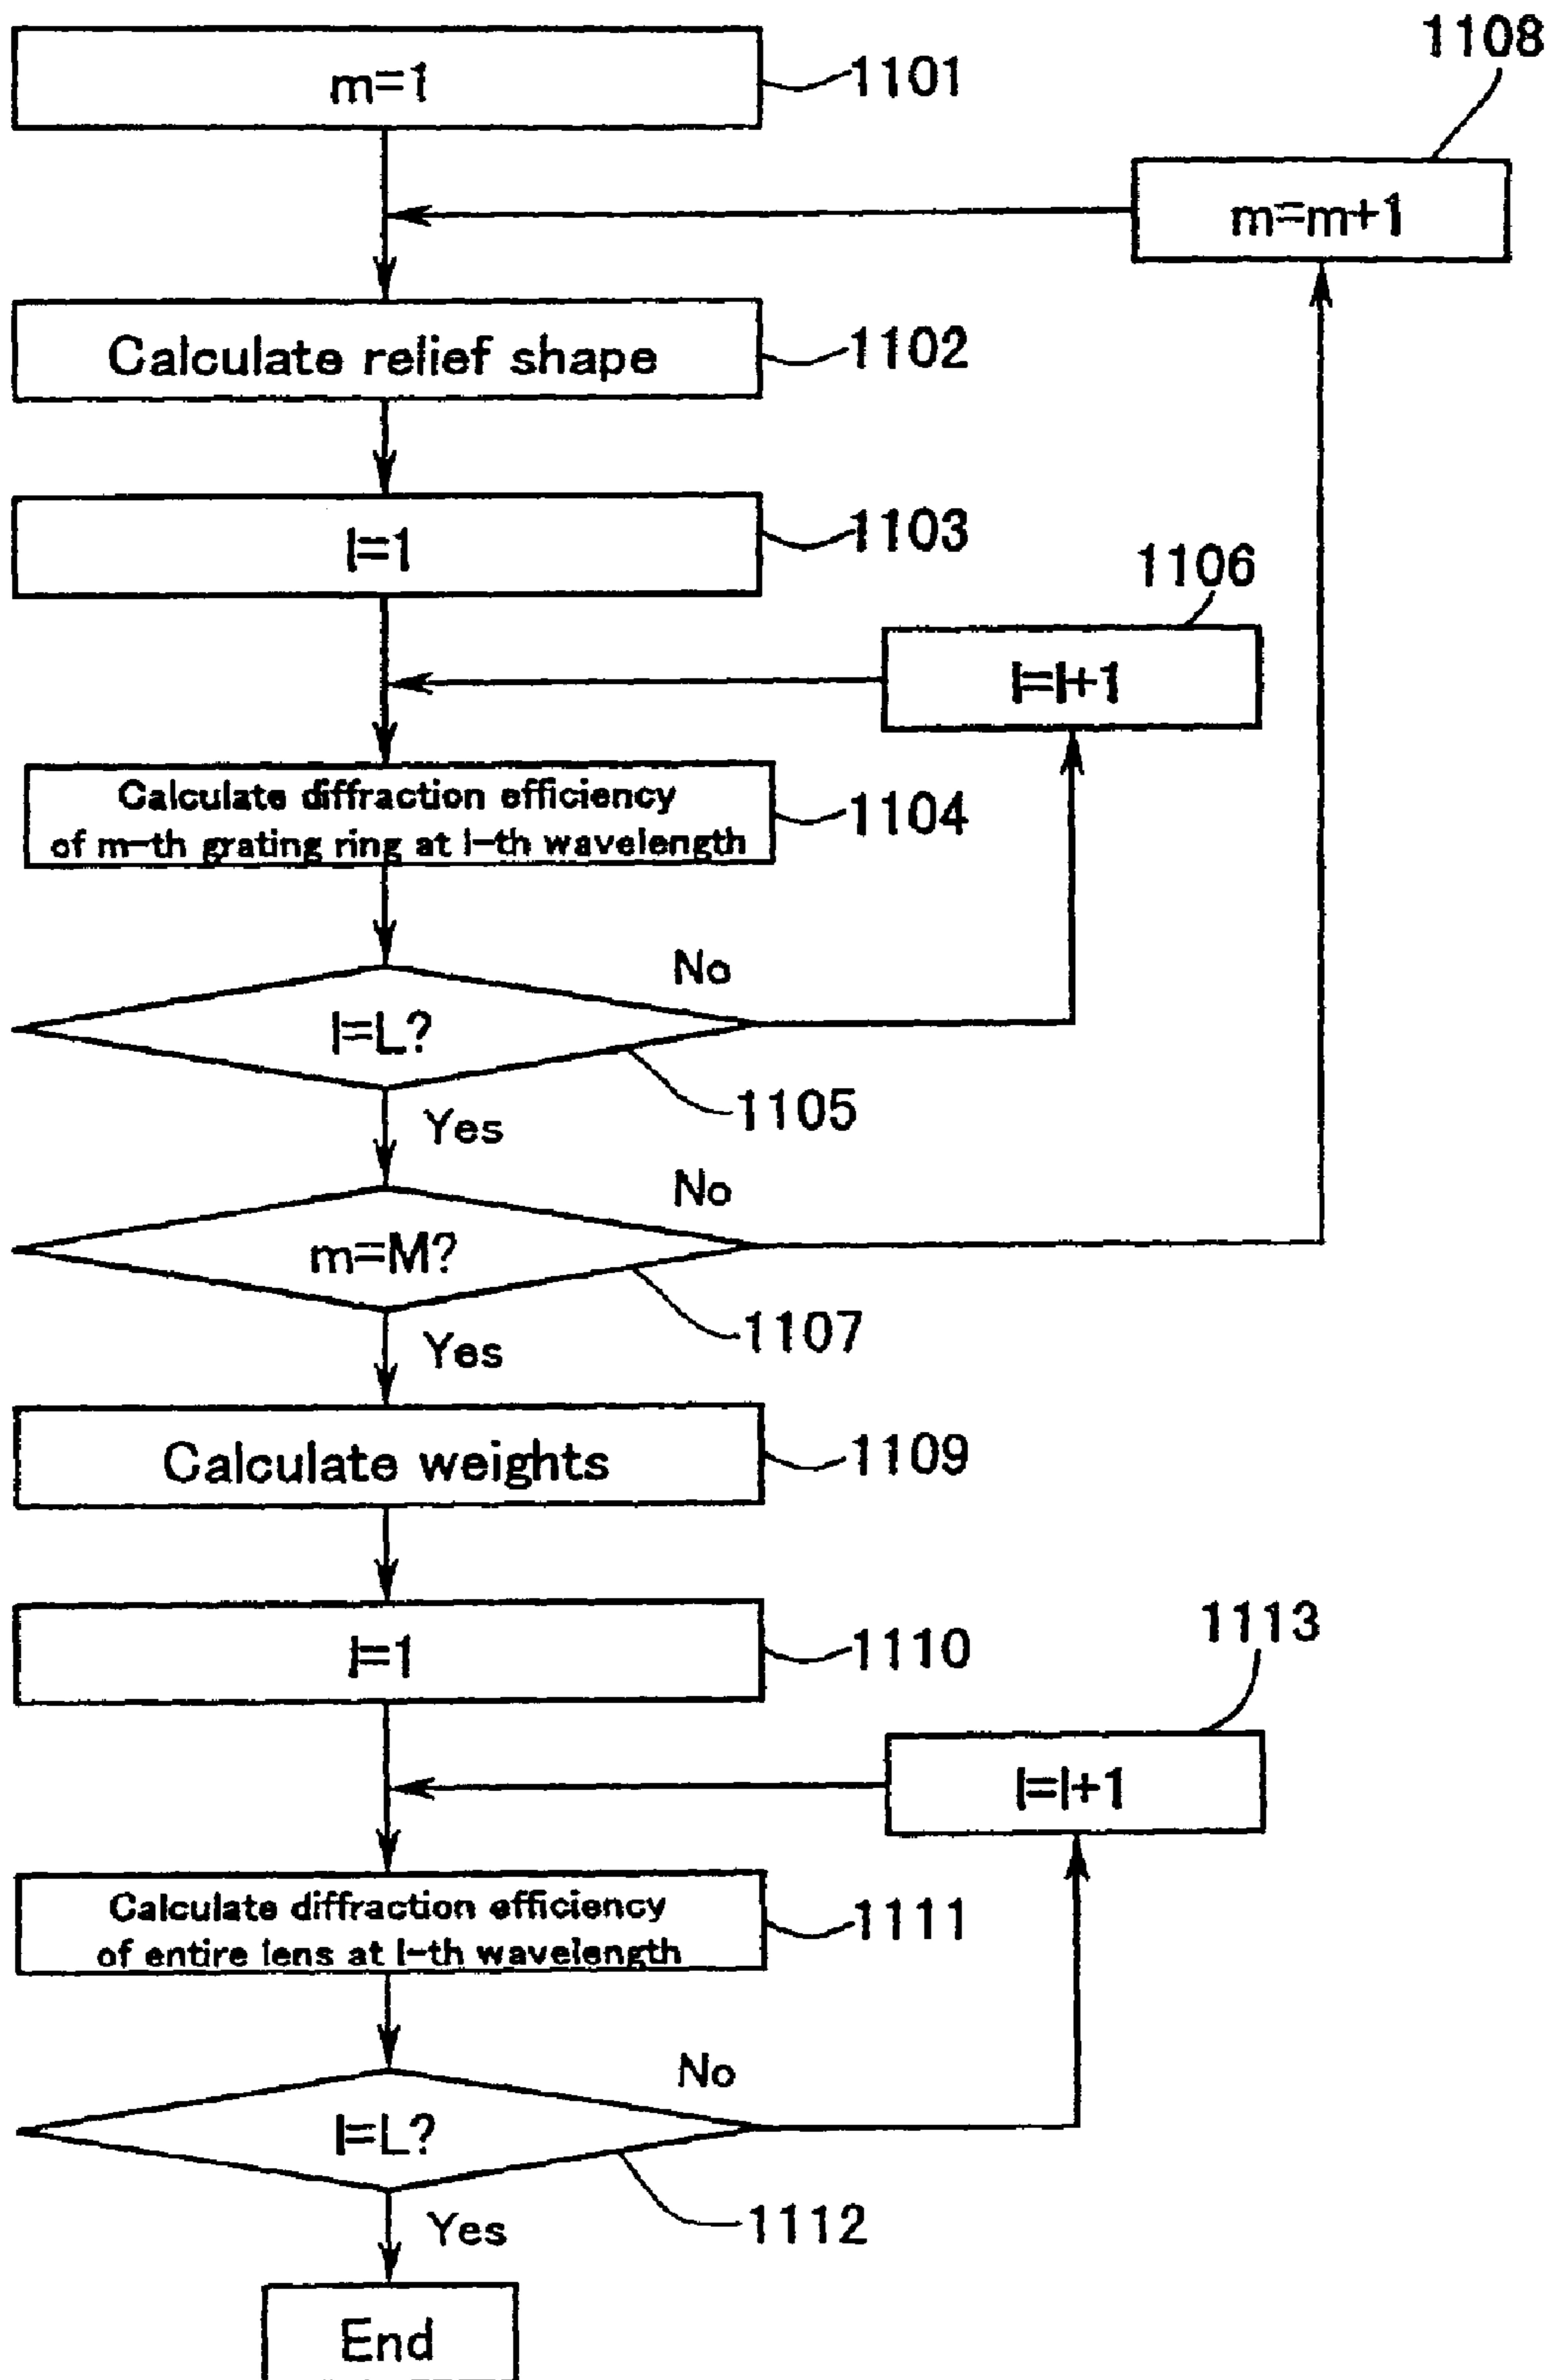 m=1
1101
1108
m=m+1
Calculate relief shape
1102
l=1
1103
1106
l=l+1
Calculate diffraction efficiency
of m-th grating ring at l-th wavelength
1104
No
l=L?
1105
Yes
No
m=M?
1107
Yes
Calculate weights
1109
l=1
1110
1113
l=l+1
Calculate diffraction efficiency
of entire lens at l-th wavelength
1111
No
l=L?
1112
Yes
End